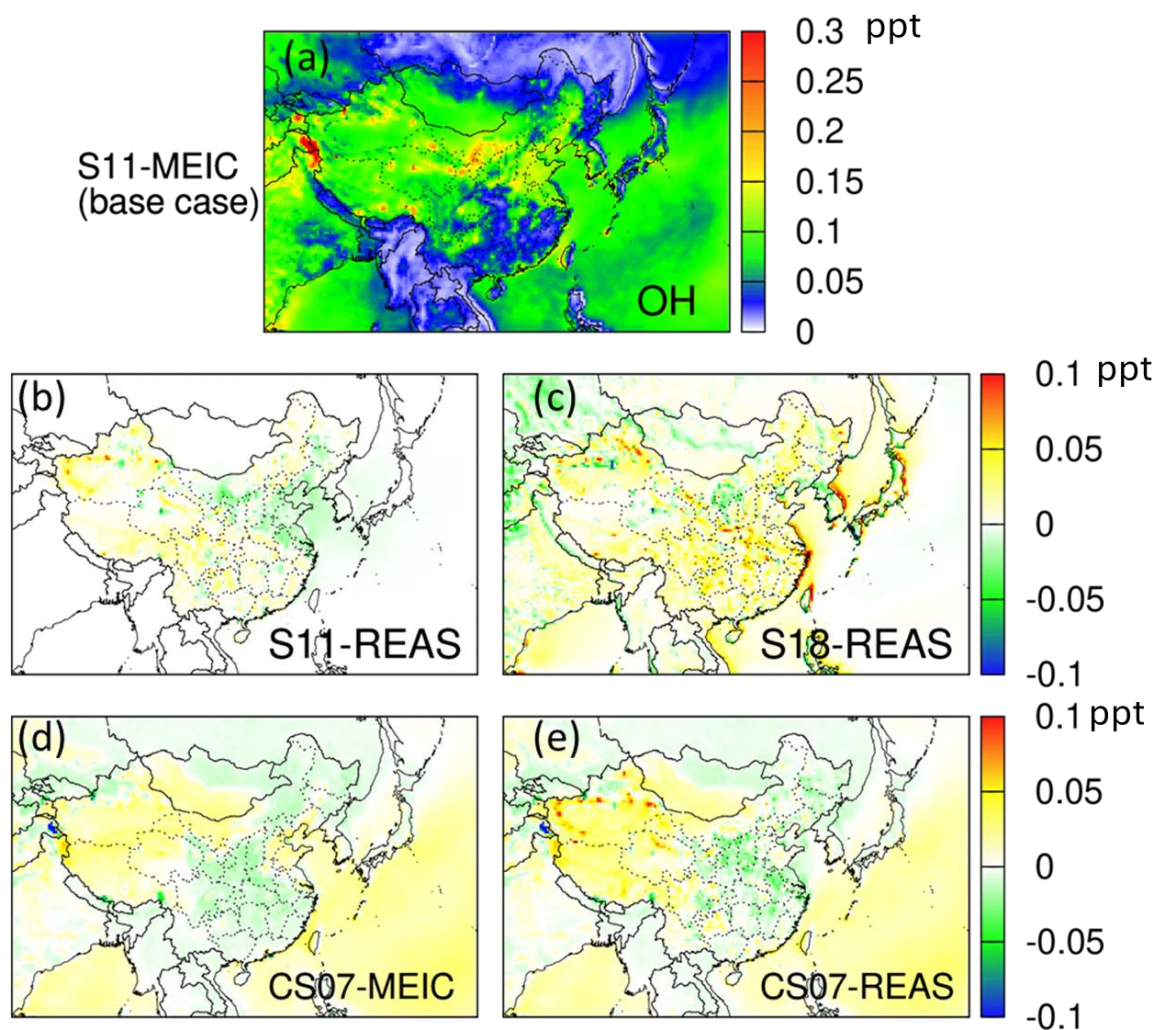 (a)
0.3 ppt
0.25
0.2
0.15
0.1
0.05
0
S11-MEIC
(base case)
OH
(b)
S11-REAS
(c)
S18-REAS
0.1 ppt
0.05
0
-0.05
-0.1
(d)
CS07-MEIC
(e)
CS07-REAS
0.1 ppt
0.05
0
-0.05
-0.1